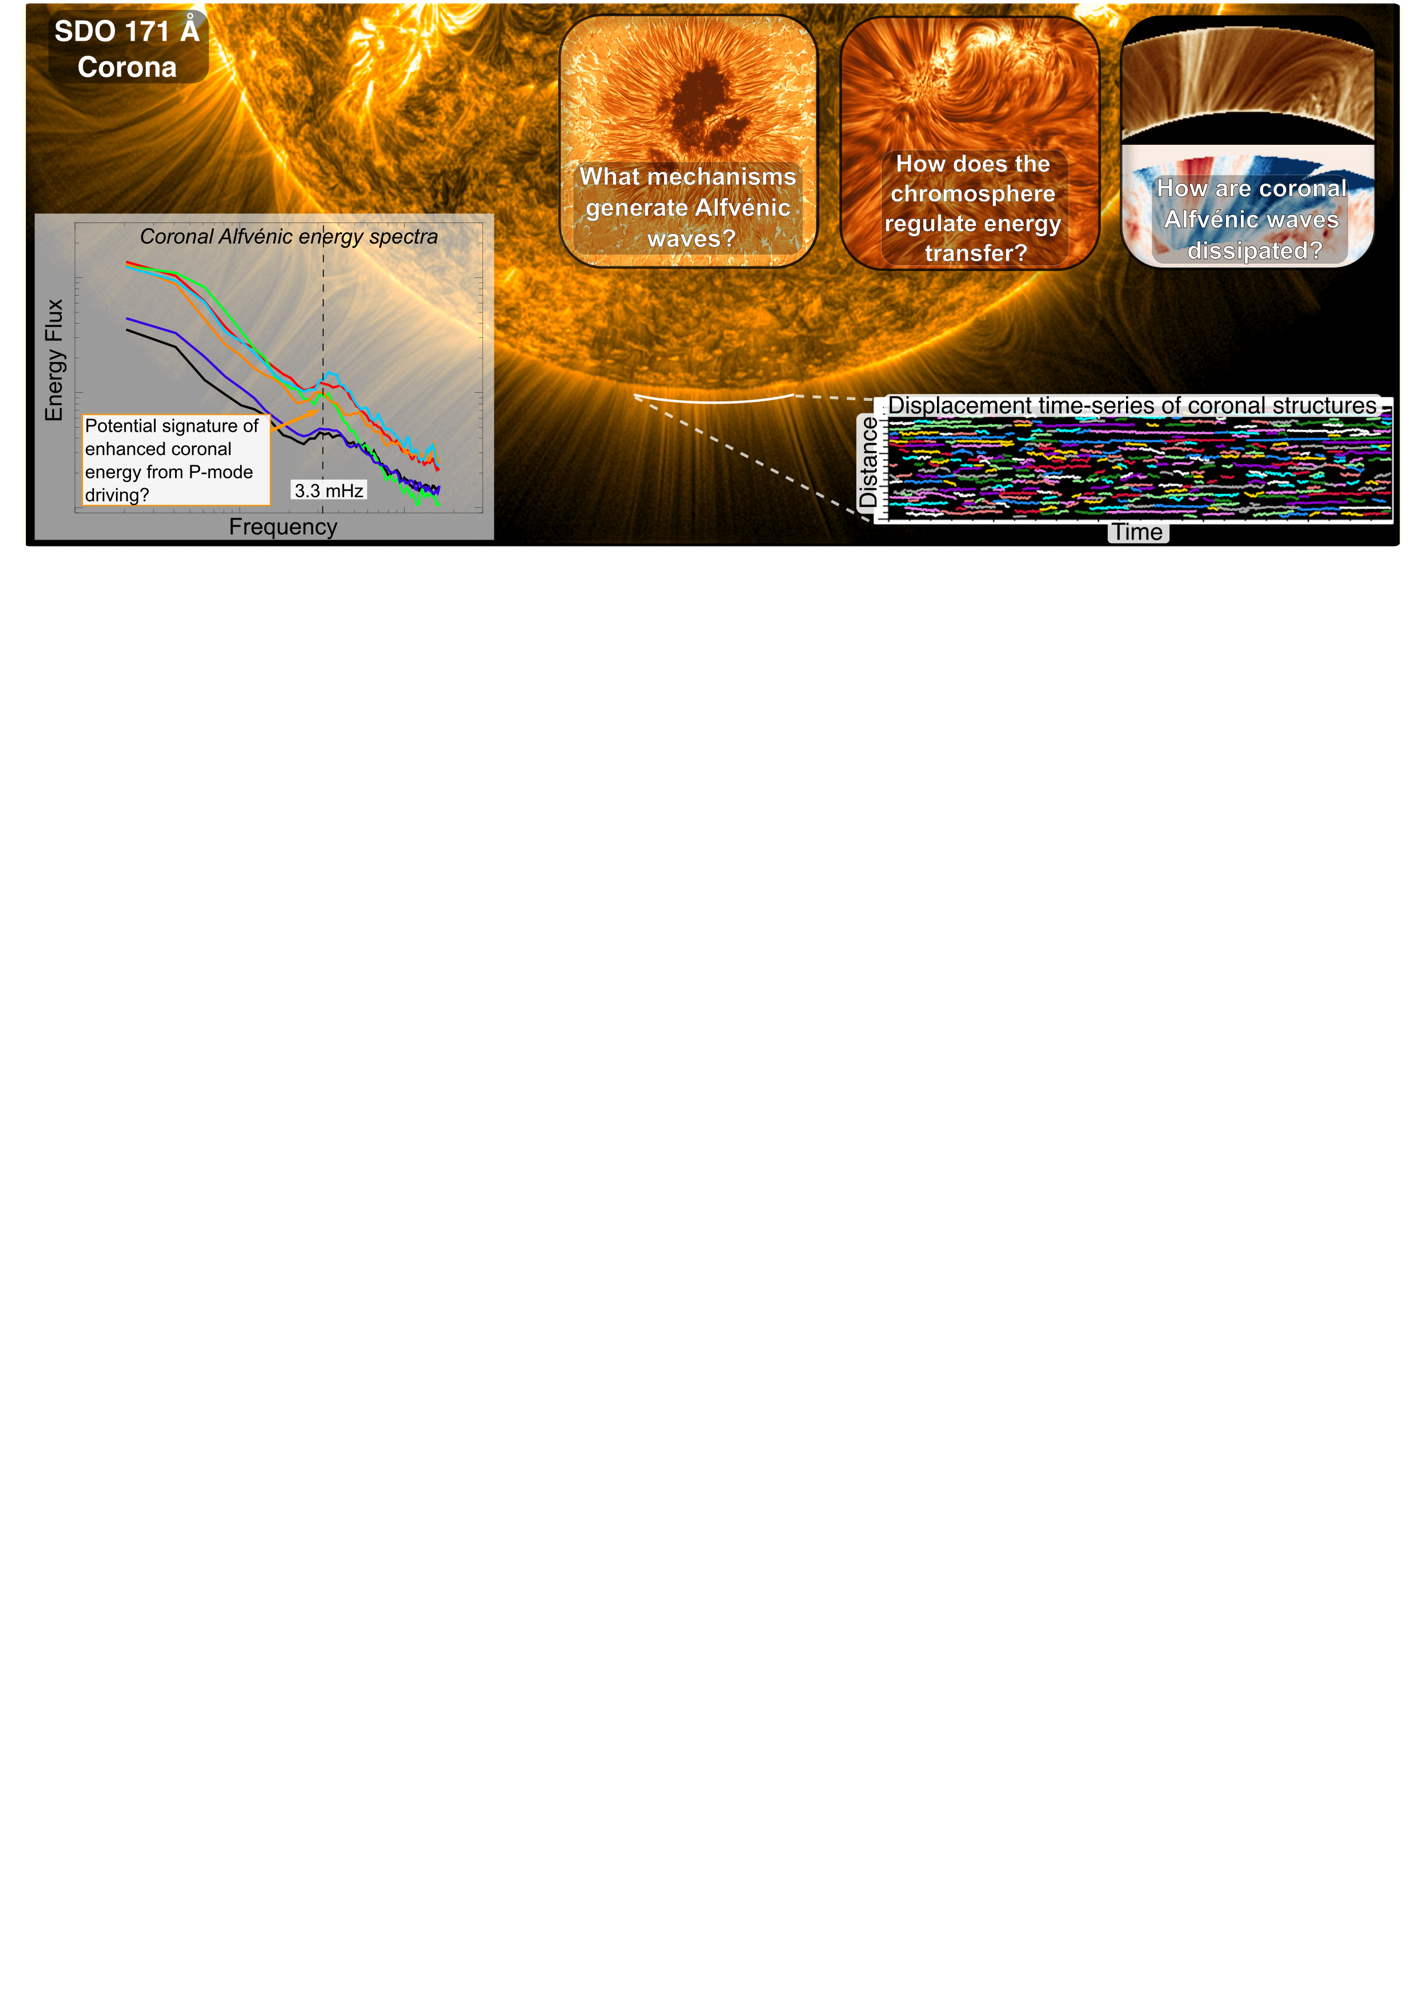 SDO 171 Å
Corona
What mechanisms
generate Alfvénic
waves?
How does the
chromosphere
regulate energy
transfer?
How are coronal
Alfvénic waves
dissipated?
Coronal Alfvénic energy spectra
Energy Flux
Potential signature of
enhanced coronal
energy from P-mode
driving?
3.3 mHz
Frequency
Displacement time-series of coronal structures
Distance
Time